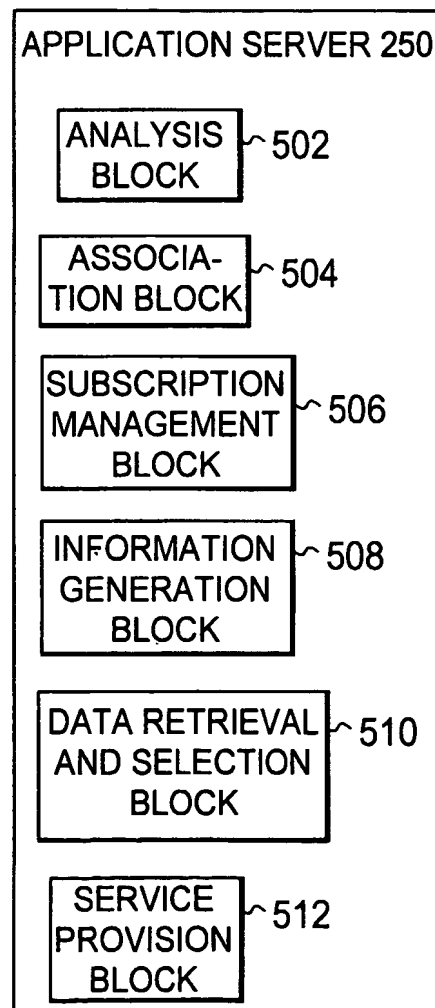 APPLICATION SERVER 250
ANALYSIS
BLOCK
502
ASSOCIA-
TION BLOCK
504
SUBSCRIPTION
MANAGEMENT
BLOCK
506
INFORMATION
GENERATION
BLOCK
508
DATA RETRIEVAL
AND SELECTION
BLOCK
510
SERVICE
PROVISION
BLOCK
512